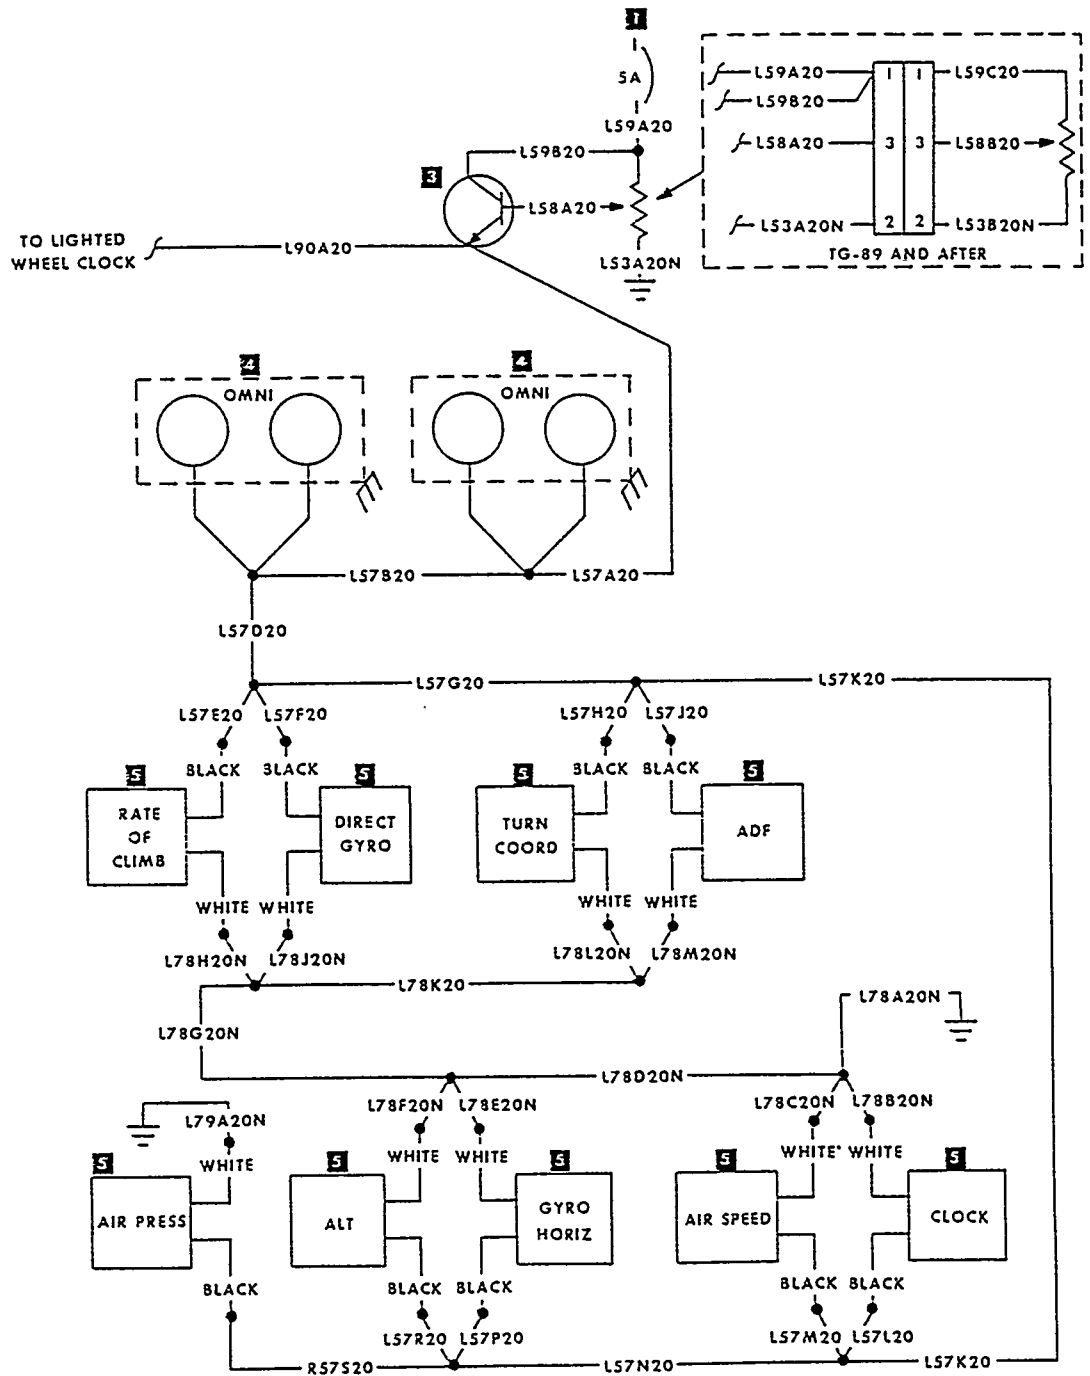 1
5A
L59A20
L59B20
3
L58A20
TO LIGHTED
WHEEL CLOCK
L90A20
L53A20N
L59A20
1
1
L59C20
L59B20
L58A20
3
3
L58B20
L53A20N
2
2
L53B20N
TG-89 AND AFTER
4
OMNI
4
OMNI
L57B20
L57A20
L57D20
L57G20
L57K20
L57E20
L57F20
L57H20
L57J20
BLACK
BLACK
BLACK
BLACK
5
5
5
5
RATE
OF
CLIMB
DIRECT
GYRO
TURN
COORD
ADF
WHITE
WHITE
WHITE
WHITE
L78H20N
L78J20N
L78L20N
L78M20N
L78K20
L78G20N
L78A20N
L78D20N
L79A20N
L78F20N
L78E20N
L78C20N
L78B20N
WHITE
WHITE
WHITE
WHITE
WHITE
5
5
5
5
5
AIR PRESS
ALT
GYRO
HORIZ
AIR SPEED
CLOCK
BLACK
BLACK
BLACK
BLACK
BLACK
L57R20
L57P20
L57M20
L57L20
R57S20
L57N20
L57K20